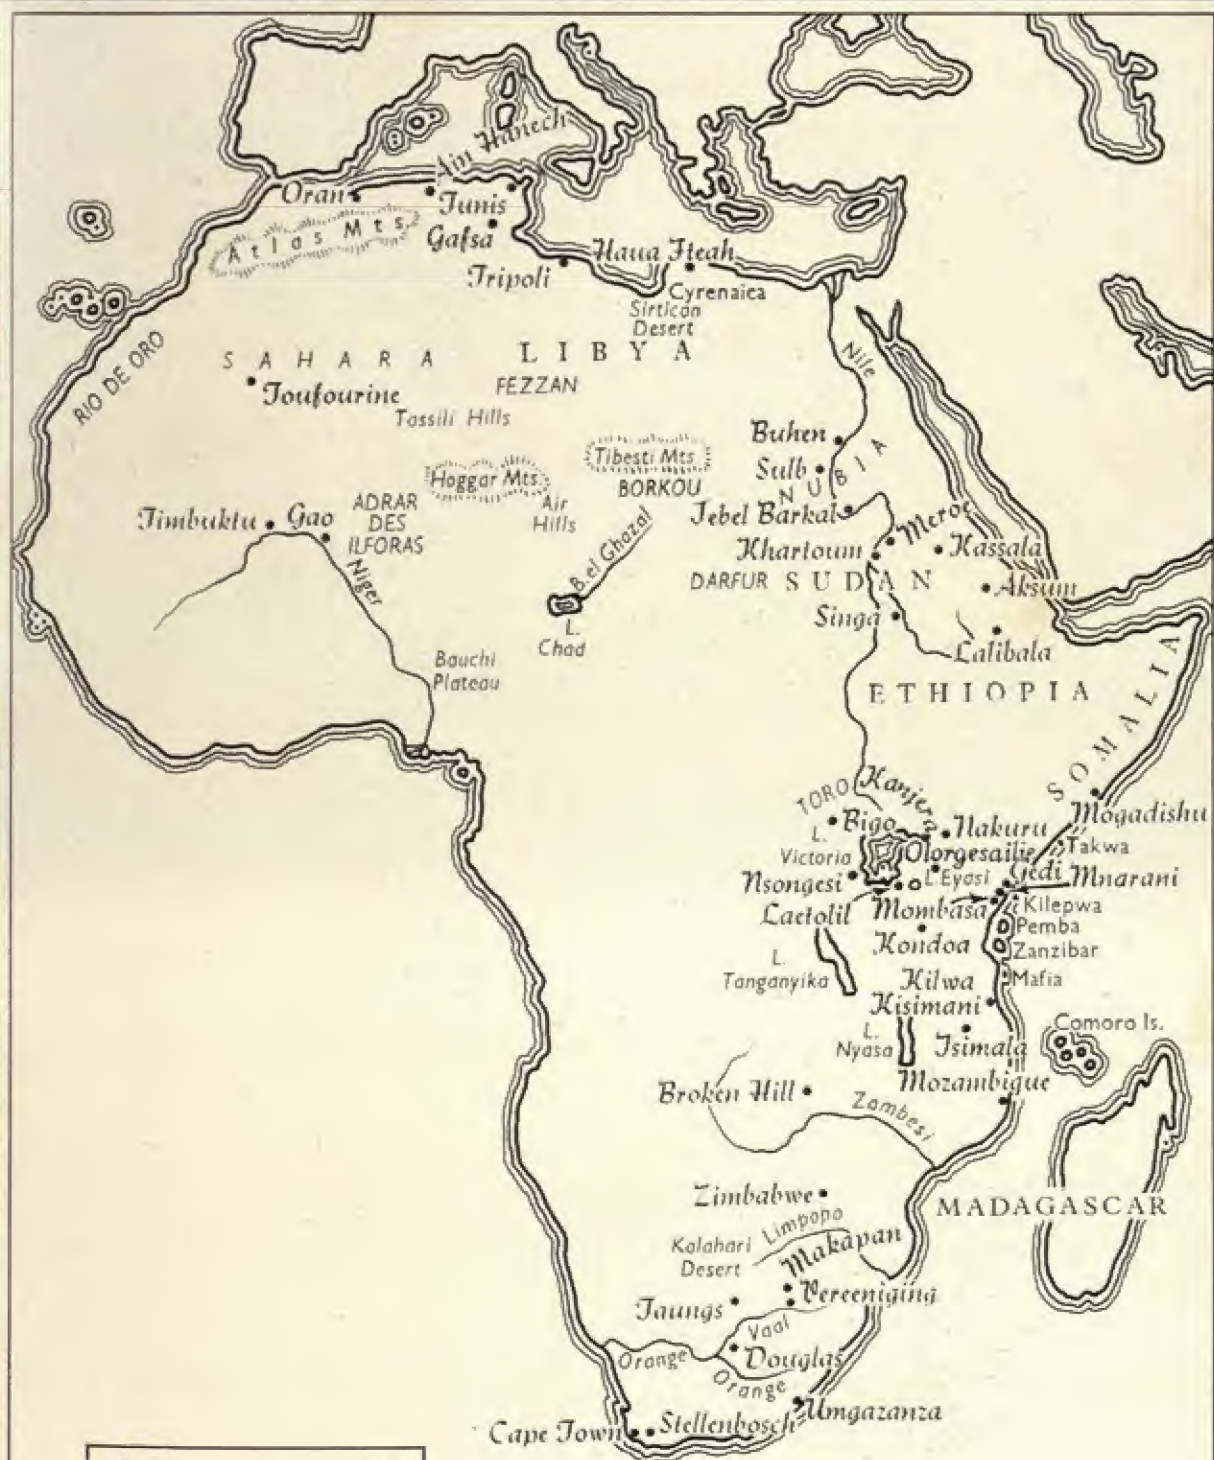 Ain Hanech
Oran
Tunis
Atlas Mts.
Gafsa
Haua Fteah
Tripoli
Cyrenaica
Sirtican
Desert
RIO DE ORO
SAHARA
LIBYA
Nile
Toufourine
FEZZAN
Tassili Hills
Buhen
Tibesti Mts.
Sulb
NUBIA
Hoggar Mts.
BORKOU
ADRAR
DES
ILFORAS
Air
Hills
Jebel Barkal
Meroe
Timbuktu
Gao
B. el Ghazal
Khartoum
Kassala
Niger
DARFUR
SUDAN
Aksum
L.
Chad
Singa
Lalibala
Bauchi
Plateau
ETHIOPIA
SOMALIA
TORO
Kanjera
Mogadishu
Bigo
Nakuru
L.
Victoria
Olorgesailie
Takwa
Nsongesi
L. Eyasi
Gedi
Mnarani
Laetolil
Mombasa
Kilepwa
Pemba
Kondoa
Zanzibar
L.
Tanganyika
Kilwa
Kisimani
Mafia
L.
Nyasa
Isimala
Comoro Is.
Mozambique
Broken Hill
Zambesi
Zimbabwe
MADAGASCAR
Limpopo
Kalahari
Desert
Makapan
Vereeniging
Taungs
Vaal
Orange
Douglas
Orange
Umgazanza
Cape Town
Stellenbosch